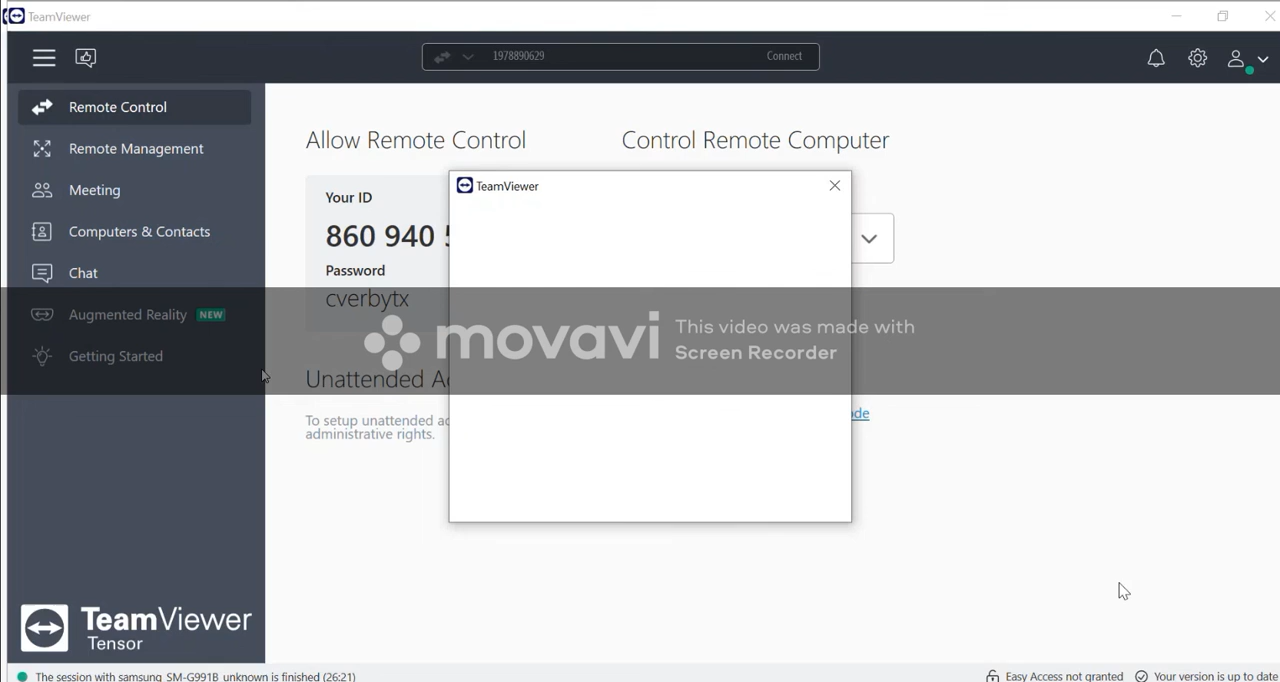 TeamViewer
1978890629
Connect
Remote Control
Remote Management
Meeting
Computers & Contacts
Chat
Augmented Reality NEW
Getting Started
TeamViewer
Tensor
Allow Remote Control
Your ID
860 940
Password
cverbytx
Unattended
To setup unattended
administrative rights.
Control Remote Computer
TeamViewer
movavi
This video was made with
Screen Recorder
The session with samsung SM-G991B unknown is finished (26:21)
Easy Access not granted
Your version is up to date